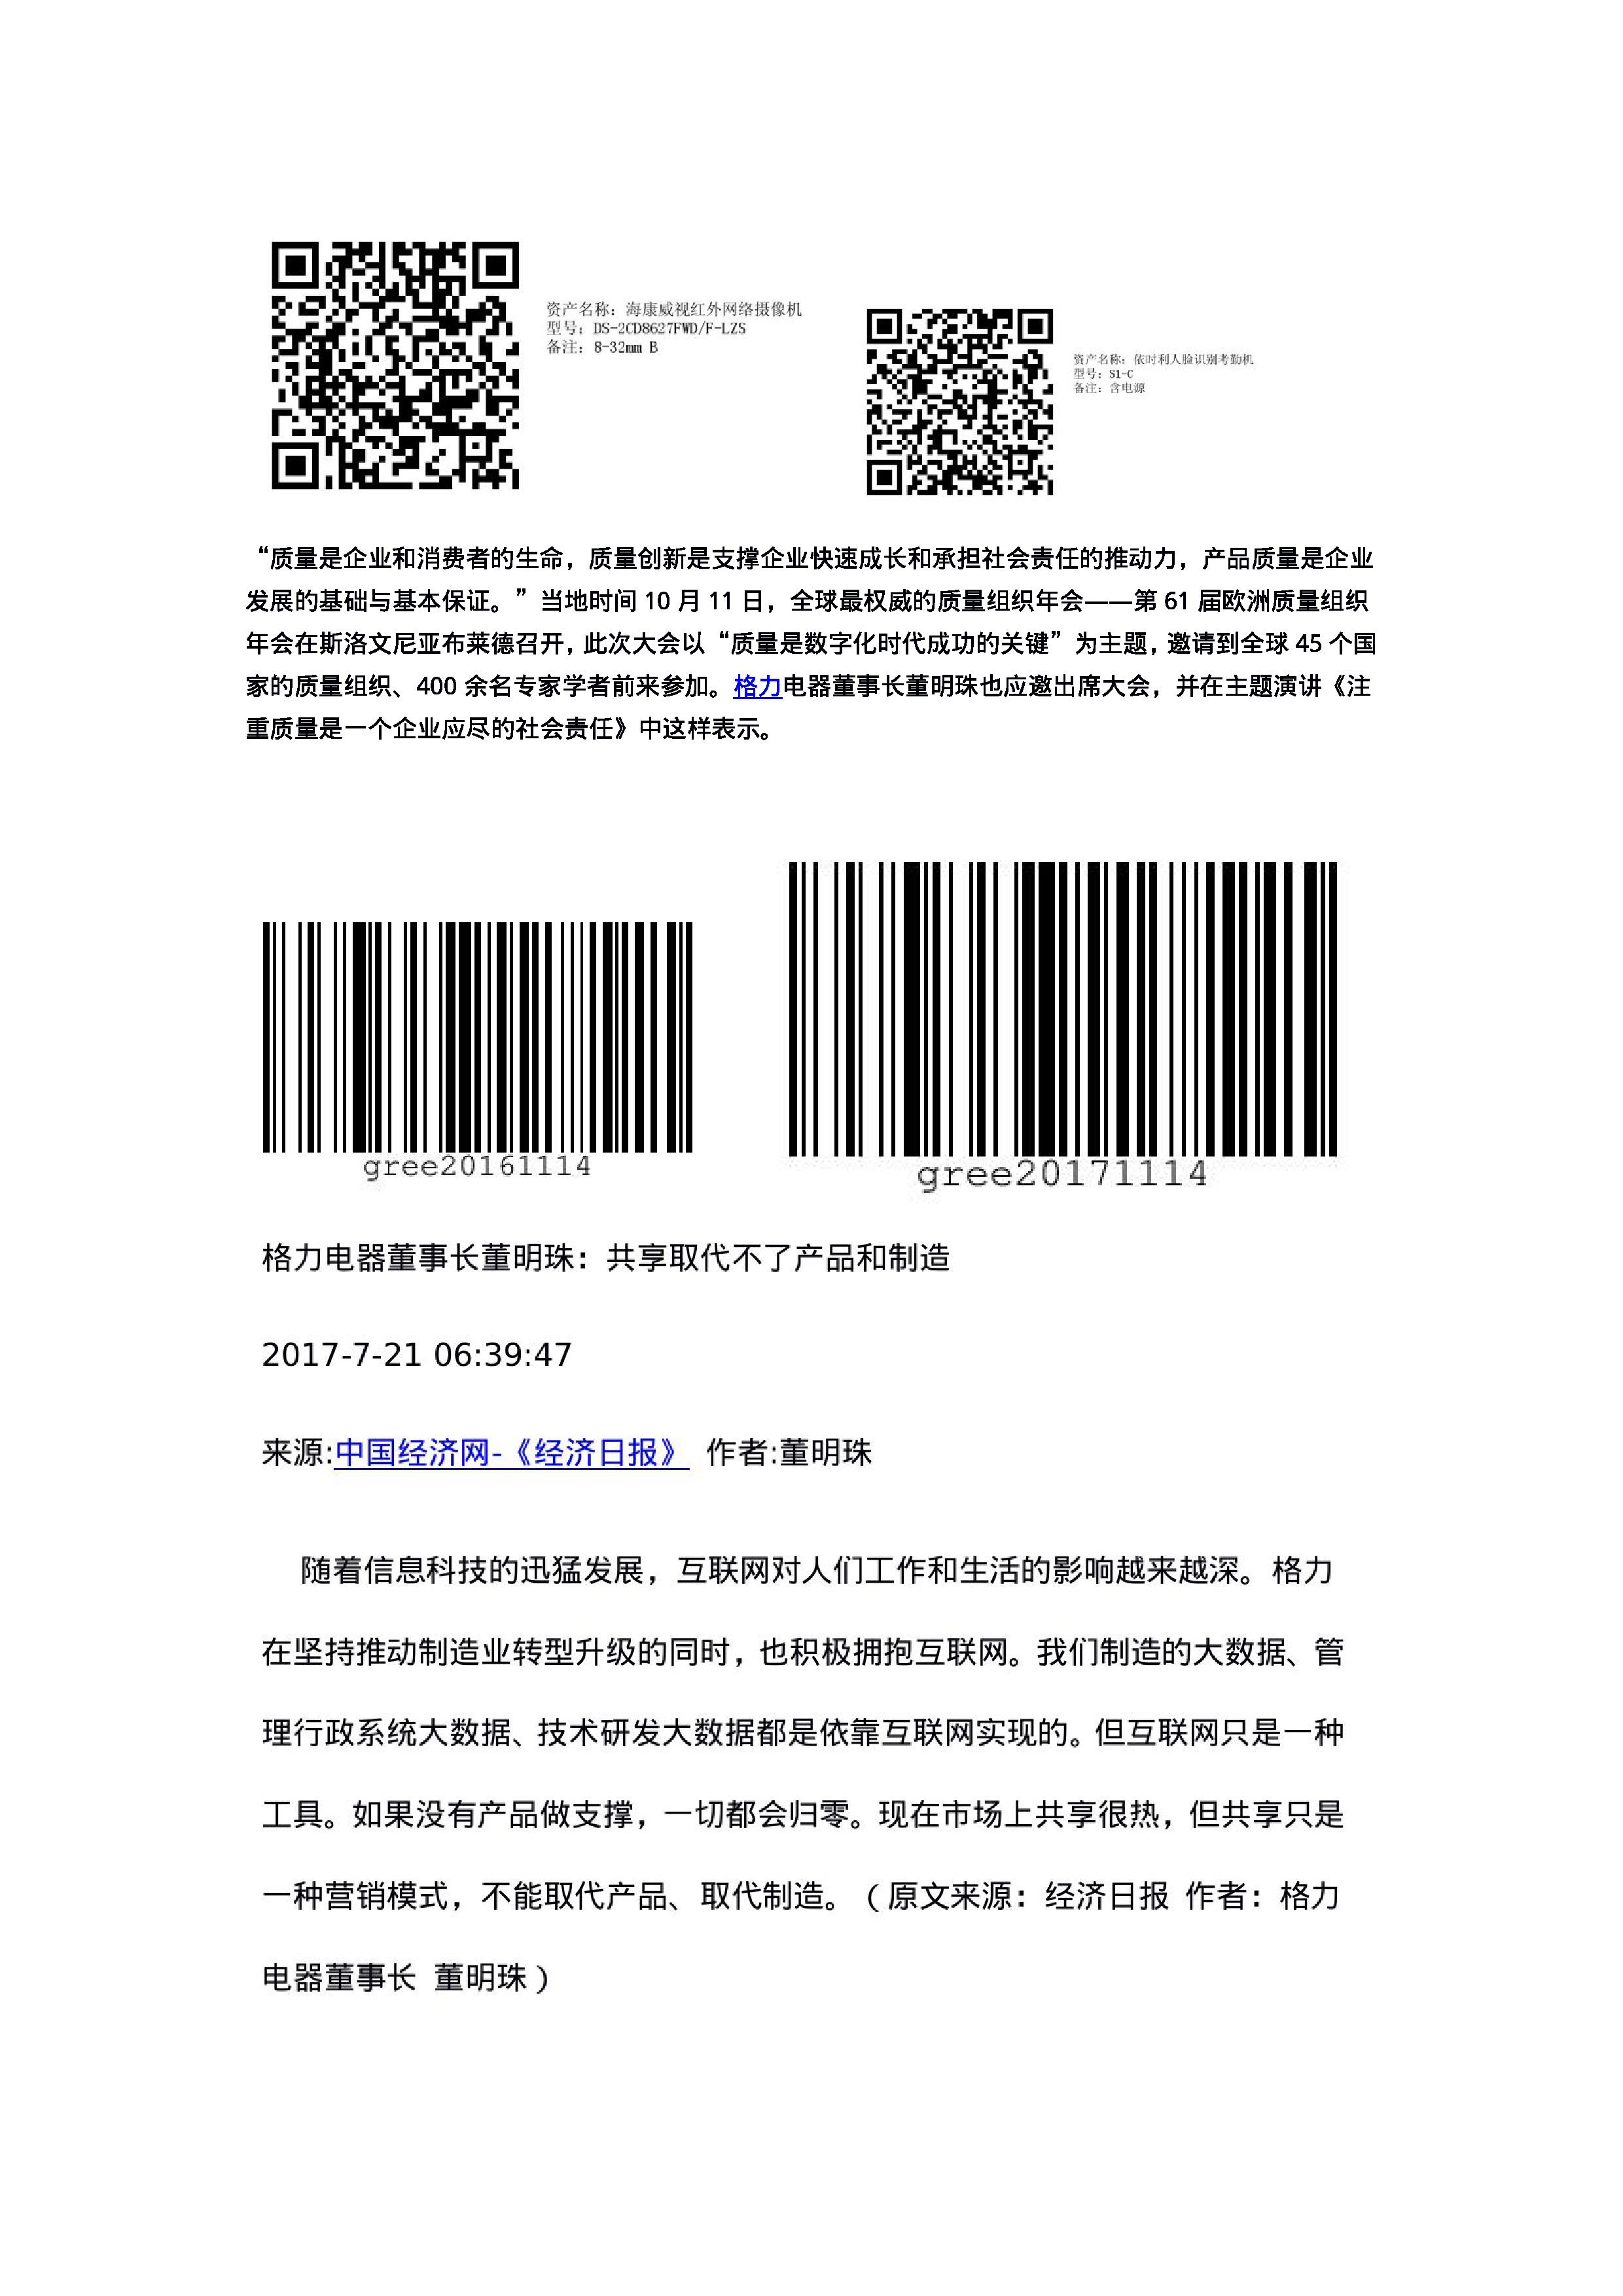 资产名称：海康威视红外网络摄像机
型号：DS-2CD8627FWD/F-LZS
备注：8-32mm B
资产名称：依时利人脸识别考勤机
型号：S1-C
备注：含电源
“质量是企业和消费者的生命，质量创新是支撑企业快速成长和承担社会责任的推动力，产品质量是企业
发展的基础与基本保证。”当地时间 10 月 11 日，全球最权威的质量组织年会——第 61 届欧洲质量组织
年会在斯洛文尼亚布莱德召开，此次大会以“质量是数字化时代成功的关键”为主题，邀请到全球 45 个国
家的质量组织、400 余名专家学者前来参加。格力电器董事长董明珠也应邀出席大会，并在主题演讲《注
重质量是一个企业应尽的社会责任》中这样表示。
gree20161114
gree20171114
格力电器董事长董明珠：共享取代不了产品和制造
2017-7-21 06:39:47
来源:中国经济网-《经济日报》 作者:董明珠
随着信息科技的迅猛发展，互联网对人们工作和生活的影响越来越深。格力
在坚持推动制造业转型升级的同时，也积极拥抱互联网。我们制造的大数据、管
理行政系统大数据、技术研发大数据都是依靠互联网实现的。但互联网只是一种
工具。如果没有产品做支撑，一切都会归零。现在市场上共享很热，但共享只是
一种营销模式，不能取代产品、取代制造。（原文来源：经济日报 作者：格力
电器董事长 董明珠）